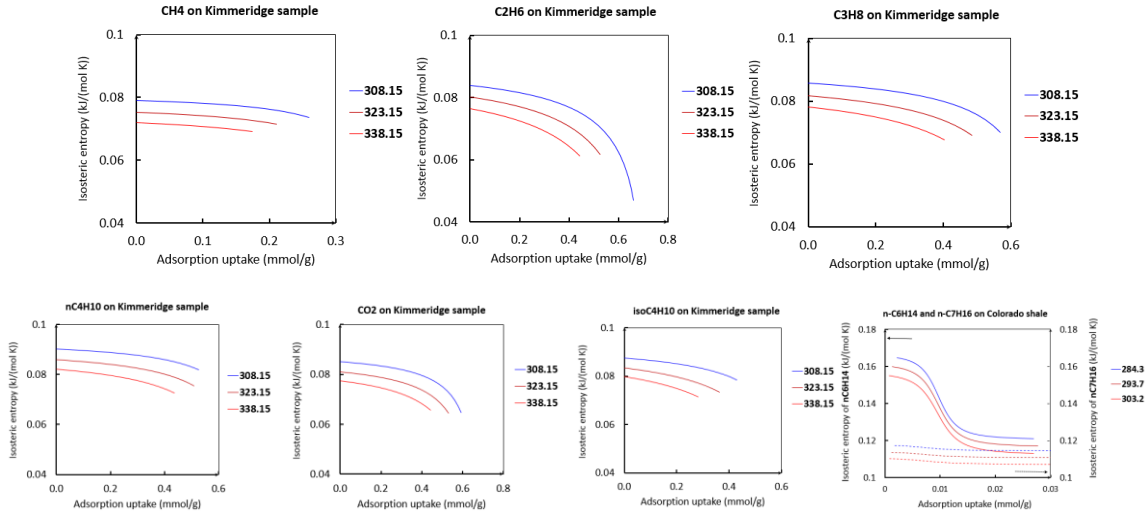 CH4 on Kimmeridge sample
Isosteric entropy (kJ/(mol K))
0.1
0.08
0.06
0.04
0.0 0.1 0.2 0.3
Adsorption uptake (mmol/g)
308.15
323.15
338.15
C2H6 on Kimmeridge sample
Isosteric entropy (kJ/(mol K))
0.1
0.08
0.06
0.04
0.0 0.2 0.4 0.6 0.8
Adsorption uptake (mmol/g)
308.15
323.15
338.15
C3H8 on Kimmeridge sample
Isosteric entropy (kJ/(mol K))
0.1
0.08
0.06
0.04
0.0 0.2 0.4 0.6
Adsorption uptake (mmol/g)
308.15
323.15
338.15
nC4H10 on Kimmeridge sample
Isosteric entropy (kJ/(mol K))
0.1
0.08
0.06
0.04
0.0 0.2 0.4 0.6
Adsorption uptake (mmol/g)
308.15
323.15
338.15
CO2 on Kimmeridge sample
Isosteric entropy (kJ/(mol K))
0.1
0.08
0.06
0.04
0.0 0.2 0.4 0.6 0.8
Adsorption uptake (mmol/g)
308.15
323.15
338.15
isoC4H10 on Kimmeridge sample
Isosteric entropy (kJ/(mol K))
0.1
0.08
0.06
0.04
0.0 0.2 0.4 0.6
Adsorption uptake (mmol/g)
308.15
323.15
338.15
n-C6H14 and n-C7H16 on Colorado shale
Isosteric entropy of nC6H14 (kJ/(mol K))
0.18
0.16
0.14
0.12
0.1
0 0.01 0.02 0.03
Adsorption uptake (mmol/g)
0.18
0.16
0.14
0.12
0.1
Isosteric entropy of nC7H16 (kJ/(mol K))
284.3
293.7
303.2